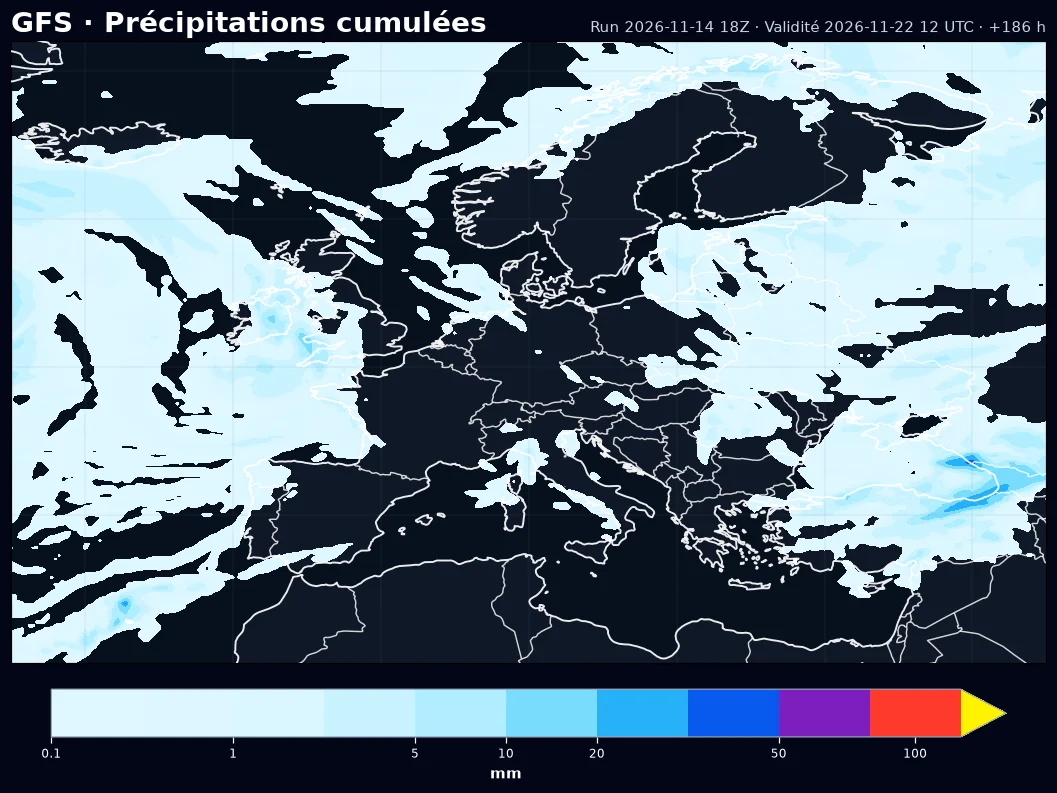 GFS · Précipitations cumulées
Run 2026-11-14 18Z · Validité 2026-11-22 12 UTC · +186 h
0.1 1 5 10 20 50 100
mm